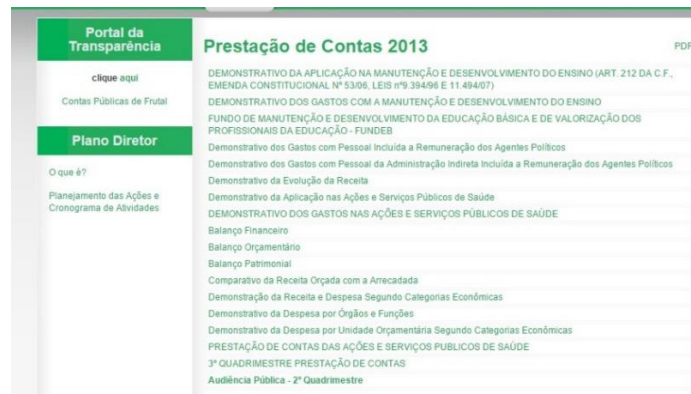 Portal da
Transparência
clique aqui
Contas Públicas de Frutal
Plano Diretor
O que é?
Planejamento das Ações e
Cronograma de Atividades
Prestação de Contas 2013
PDF
DEMONSTRATIVO DA APLICAÇÃO NA MANUTENÇÃO E DESENVOLVIMENTO DO ENSINO (ART. 212 DA C.F.,
EMENDA CONSTITUCIONAL Nº 53/06, LEIS nº9.394/96 E 11.494/07)
DEMONSTRATIVO DOS GASTOS COM A MANUTENÇÃO E DESENVOLVIMENTO DO ENSINO
FUNDO DE MANUTENÇÃO E DESENVOLVIMENTO DA EDUCAÇÃO BÁSICA E DE VALORIZAÇÃO DOS
PROFISSIONAIS DA EDUCAÇÃO - FUNDEB
Demonstrativo dos Gastos com Pessoal Incluída a Remuneração dos Agentes Políticos
Demonstrativo dos Gastos com Pessoal da Administração Indireta Incluída a Remuneração dos Agentes Políticos
Demonstrativo da Evolução da Receita
Demonstrativo da Aplicação nas Ações e Serviços Públicos de Saúde
DEMONSTRATIVO DOS GASTOS NAS AÇÕES E SERVIÇOS PÚBLICOS DE SAÚDE
Balanço Financeiro
Balanço Orçamentário
Balanço Patrimonial
Comparativo da Receita Orçada com a Arrecadada
Demonstração da Receita e Despesa Segundo Categorias Econômicas
Demonstrativo da Despesa por Órgãos e Funções
Demonstrativo da Despesa por Unidade Orçamentária Segundo Categorias Econômicas
PRESTAÇÃO DE CONTAS DAS AÇÕES E SERVIÇOS PUBLICOS DE SAÚDE
3º QUADRIMESTRE PRESTAÇÃO DE CONTAS
Audiência Pública - 2º Quadrimestre